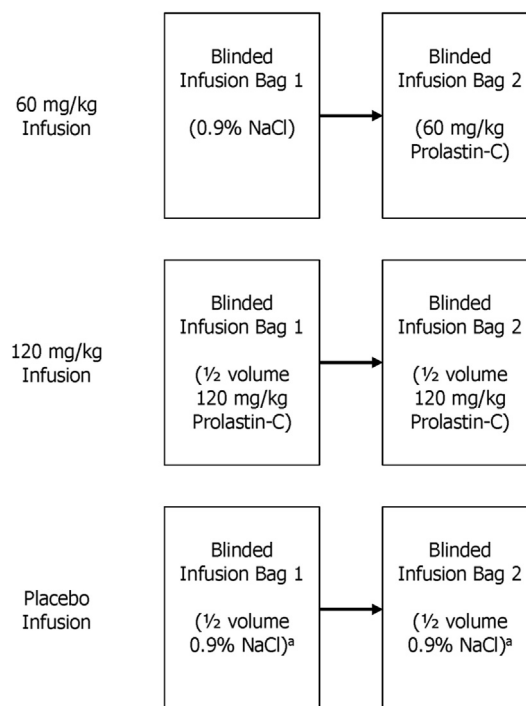 60 mg/kg
Infusion
Blinded
Infusion Bag 1
(0.9% NaCl)
Blinded
Infusion Bag 2
(60 mg/kg
Prolastin-C)
120 mg/kg
Infusion
Blinded
Infusion Bag 1
(½ volume
120 mg/kg
Prolastin-C)
Blinded
Infusion Bag 2
(½ volume
120 mg/kg
Prolastin-C)
Placebo
Infusion
Blinded
Infusion Bag 1
(½ volume
0.9% NaCl)ᵃ
Blinded
Infusion Bag 2
(½ volume
0.9% NaCl)ᵃ